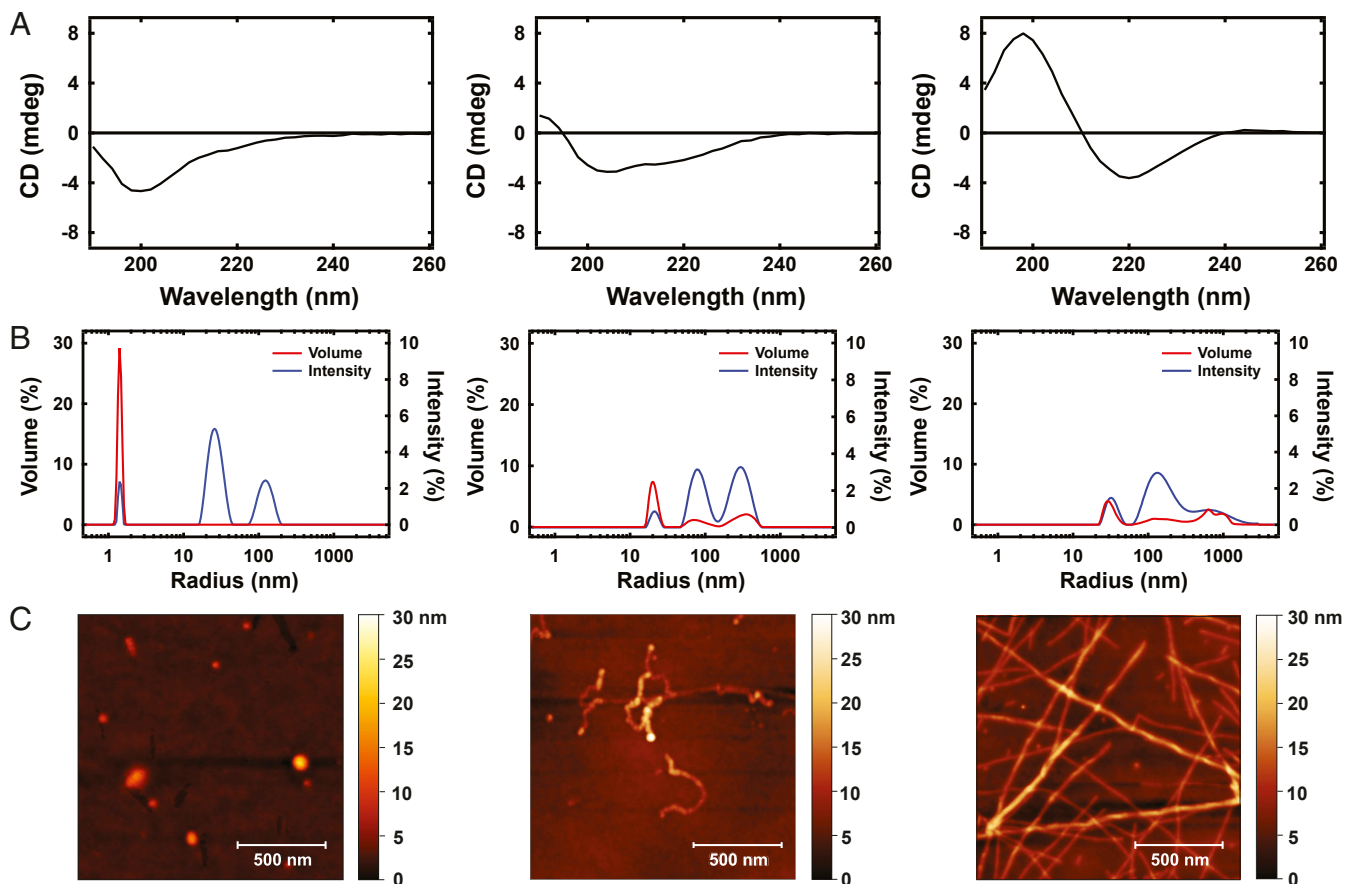 A
8
4
0
-4
-8
CD (mdeg)
200
220
240
260
Wavelength (nm)
8
4
0
-4
-8
CD (mdeg)
200
220
240
260
Wavelength (nm)
8
4
0
-4
-8
CD (mdeg)
200
220
240
260
Wavelength (nm)
B
30
20
10
0
Volume (%)
10
8
6
4
2
0
Intensity (%)
Volume
Intensity
1
10
100
1000
Radius (nm)
30
20
10
0
Volume (%)
10
8
6
4
2
0
Intensity (%)
Volume
Intensity
1
10
100
1000
Radius (nm)
30
20
10
0
Volume (%)
10
8
6
4
2
0
Intensity (%)
Volume
Intensity
1
10
100
1000
Radius (nm)
C
500 nm
30 nm
25
20
15
10
5
0
500 nm
30 nm
25
20
15
10
5
0
500 nm
30 nm
25
20
15
10
5
0